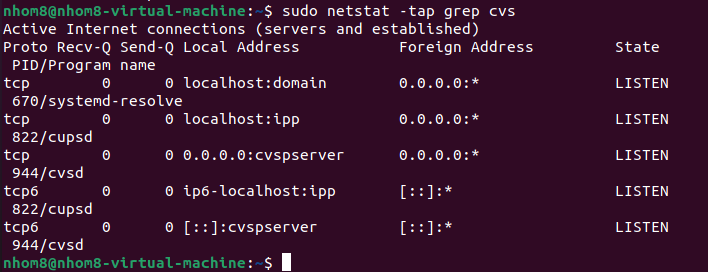 nhom8@nhom8-virtual-machine:~$ sudo netstat -tap grep cvs
Active Internet connections (servers and established)
Proto Recv-Q Send-Q Local Address           Foreign Address         State
 PID/Program name
tcp        0      0 localhost:domain        0.0.0.0:*               LISTEN
 670/systemd-resolve
tcp        0      0 localhost:ipp           0.0.0.0:*               LISTEN
 822/cupsd
tcp        0      0 0.0.0.0:cvspserver      0.0.0.0:*               LISTEN
 944/cvsd
tcp6       0      0 ip6-localhost:ipp       [::]:*                  LISTEN
 822/cupsd
tcp6       0      0 [::]:cvspserver         [::]:*                  LISTEN
 944/cvsd
nhom8@nhom8-virtual-machine:~$